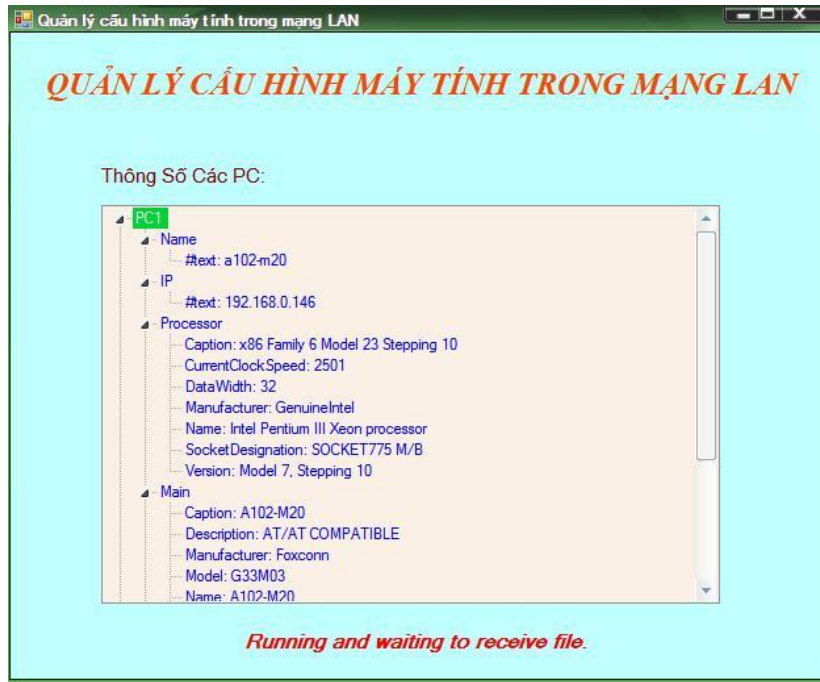 Quản lý cấu hình máy tính trong mạng LAN
QUẢN LÝ CẤU HÌNH MÁY TÍNH TRONG MẠNG LAN
Thông Số Các PC:
PC1
Name
#text: a102-m20
IP
#text: 192.168.0.146
Processor
Caption: x86 Family 6 Model 23 Stepping 10
CurrentClockSpeed: 2501
DataWidth: 32
Manufacturer: GenuineIntel
Name: Intel Pentium III Xeon processor
SocketDesignation: SOCKET775 M/B
Version: Model 7, Stepping 10
Main
Caption: A102-M20
Description: AT/AT COMPATIBLE
Manufacturer: Foxconn
Model: G33M03
Name: A102-M20
Running and waiting to receive file.